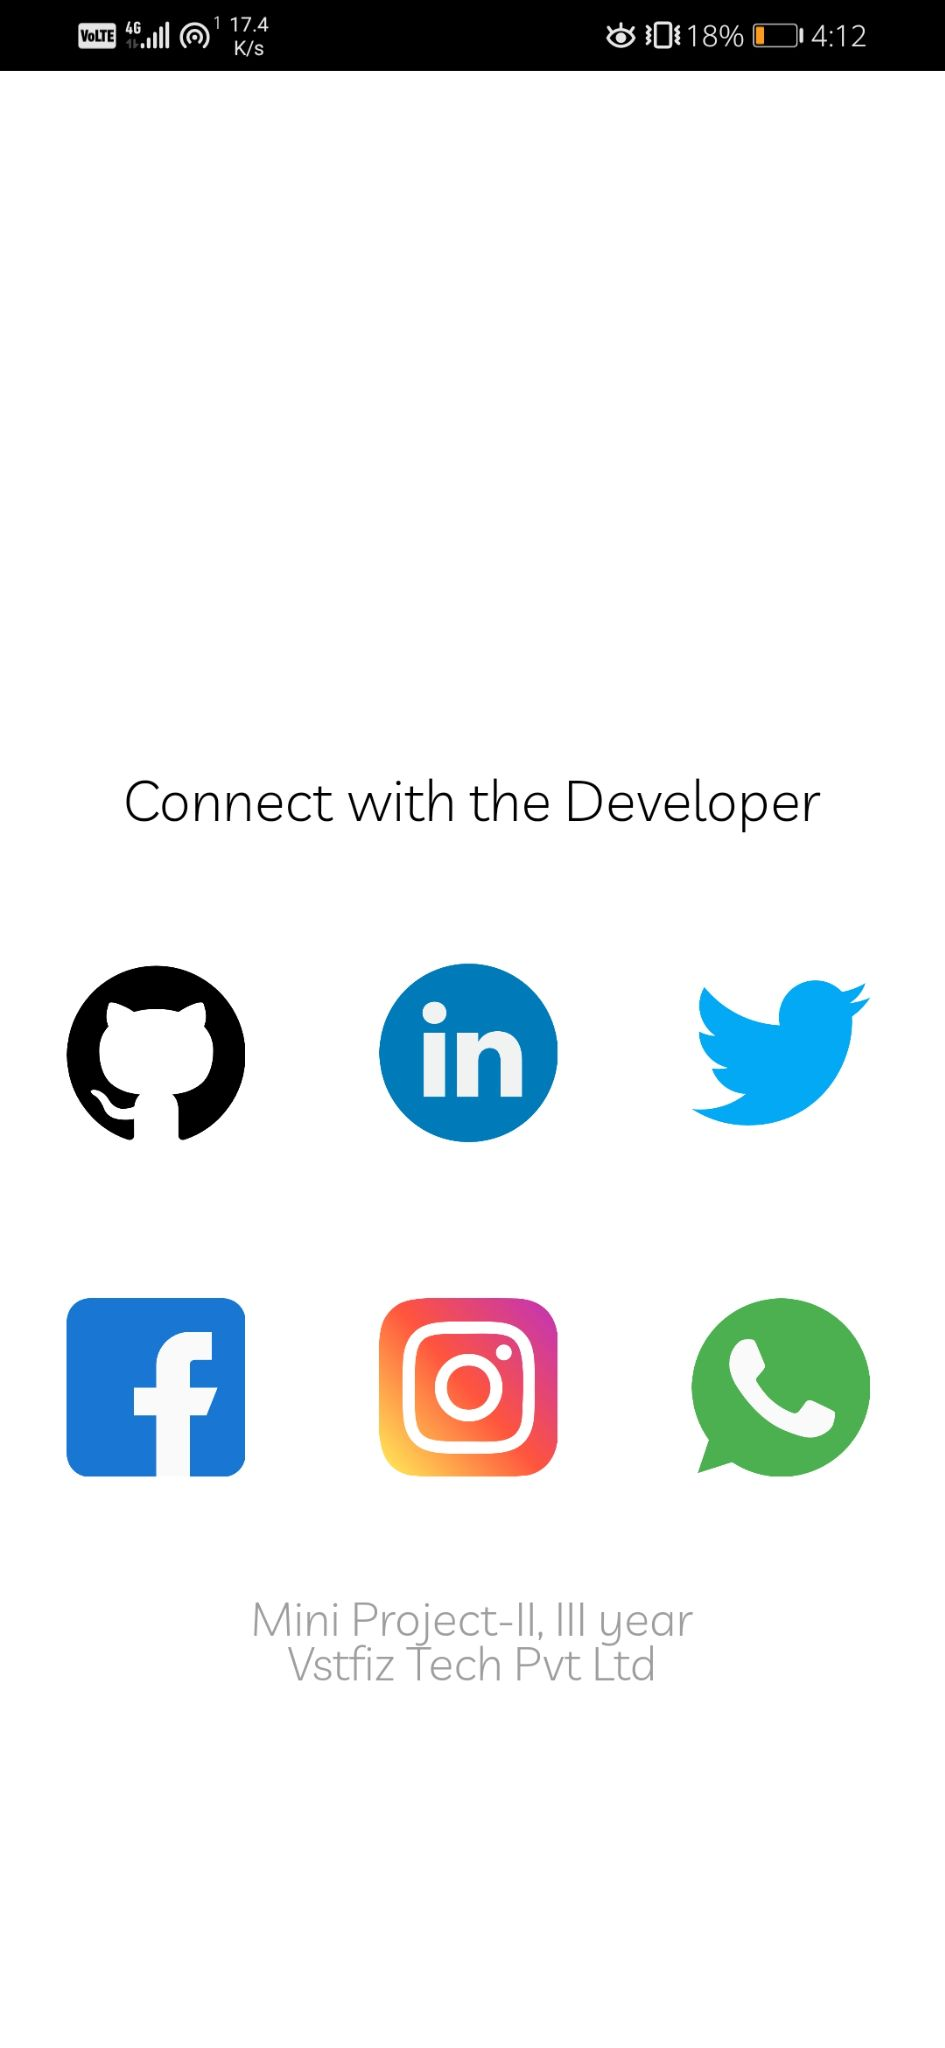 VoLTE 4G 1 17.4
K/s
18% 4:12
Connect with the Developer
in
f
Mini Project-II, III year
Vstfiz Tech Pvt Ltd